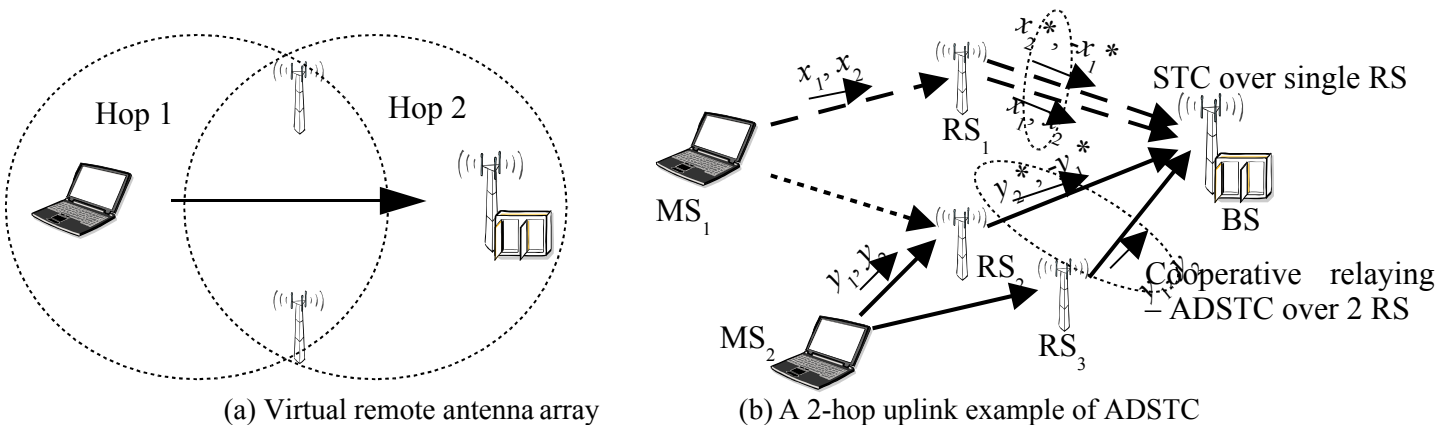 Hop 1
Hop 2
(a) Virtual remote antenna array
x₁, x₂
x₂*, -x₁*
x₁, x₂
STC over single RS
RS₁
MS₁
y₂*, -y₁*
BS
y₁, y₂
RS₂
y₁, y₂
Cooperative relaying
– ADSTC over 2 RS
MS₂
RS₃
(b) A 2-hop uplink example of ADSTC